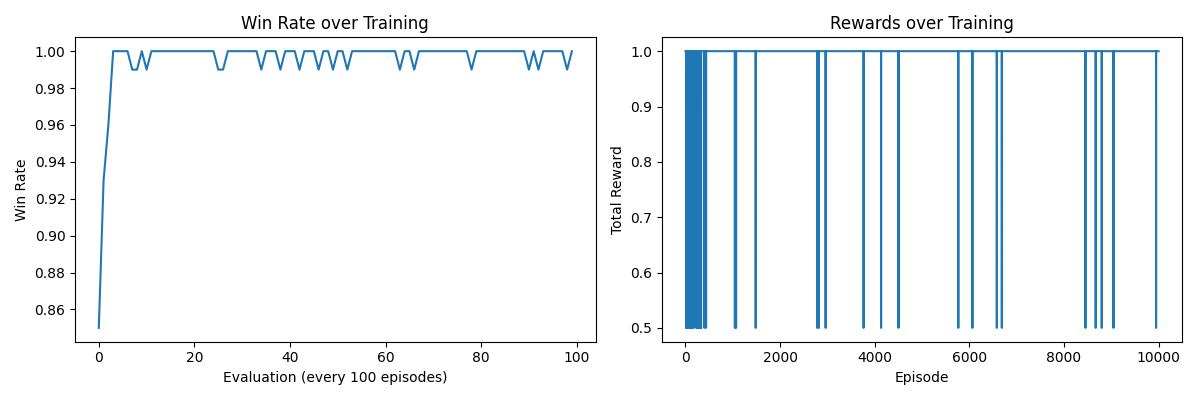 Win Rate over Training
1.00
0.98
0.96
0.94
0.92
0.90
0.88
0.86
Win Rate
0 20 40 60 80 100
Evaluation (every 100 episodes)
Rewards over Training
1.0
0.9
0.8
0.7
0.6
0.5
Total Reward
0 2000 4000 6000 8000 10000
Episode